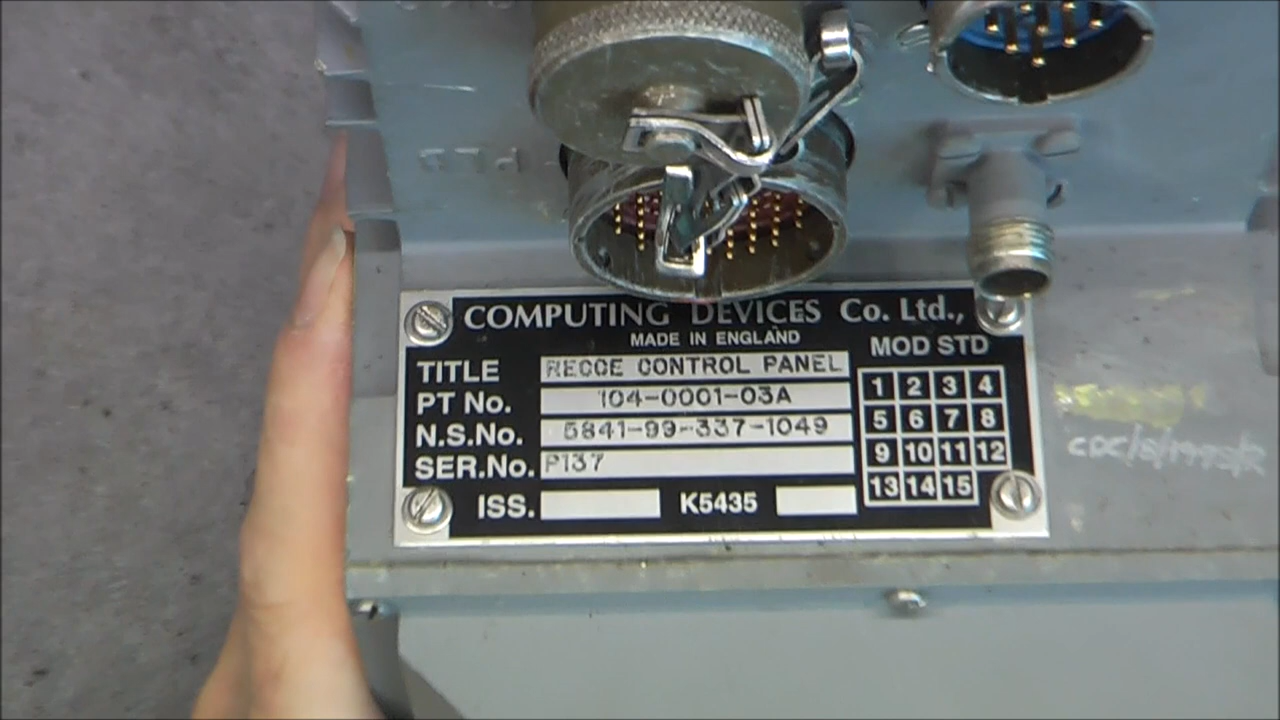 PL5
COMPUTING DEVICES Co. Ltd.,
MADE IN ENGLAND
MOD STD
TITLE RECCE CONTROL PANEL
PT No. 104-0001-03A
N.S.No. 5841-99-337-1049
SER.No. P137
ISS. K5435
1 2 3 4
5 6 7 8
9 10 11 12
13 14 15